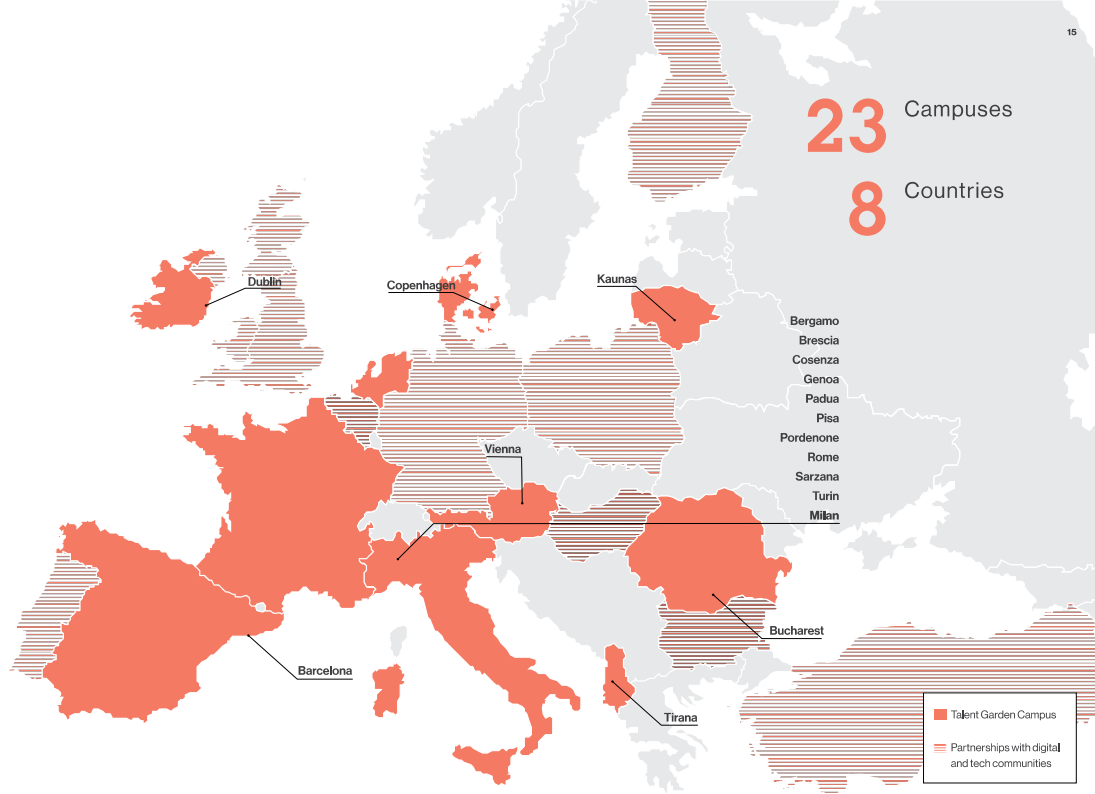 15
23 Campuses
8 Countries
Dublin
Copenhagen
Kaunas
Bergamo
Brescia
Cosenza
Genoa
Padua
Pisa
Pordenone
Rome
Sarzana
Turin
Milan
Vienna
Bucharest
Barcelona
Tirana
Talent Garden Campus
Partnerships with digital
and tech communities